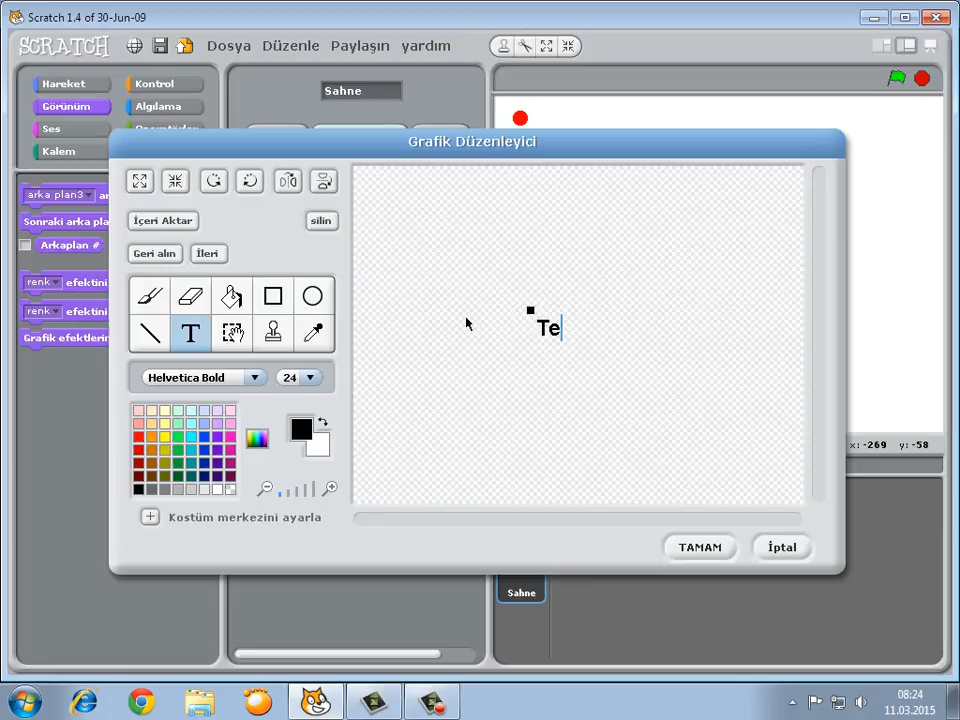 Scratch 1.4 of 30-Jun-09
SCRATCH
Dosya
Düzenle
Paylaşın
yardım
Hareket
Kontrol
Görünüm
Algılama
Ses
Kalem
Sahne
Grafik Düzenleyici
arka plan3
Sonraki arka pla
Arkaplan #
renk
efektini
renk
efektini
Grafik efektlerin
İçeri Aktar
silin
Geri alın
İleri
T
Helvetica Bold
24
Te
Kostüm merkezini ayarla
TAMAM
İptal
x: -269 y: -58
Sahne
08:24
11.03.2015